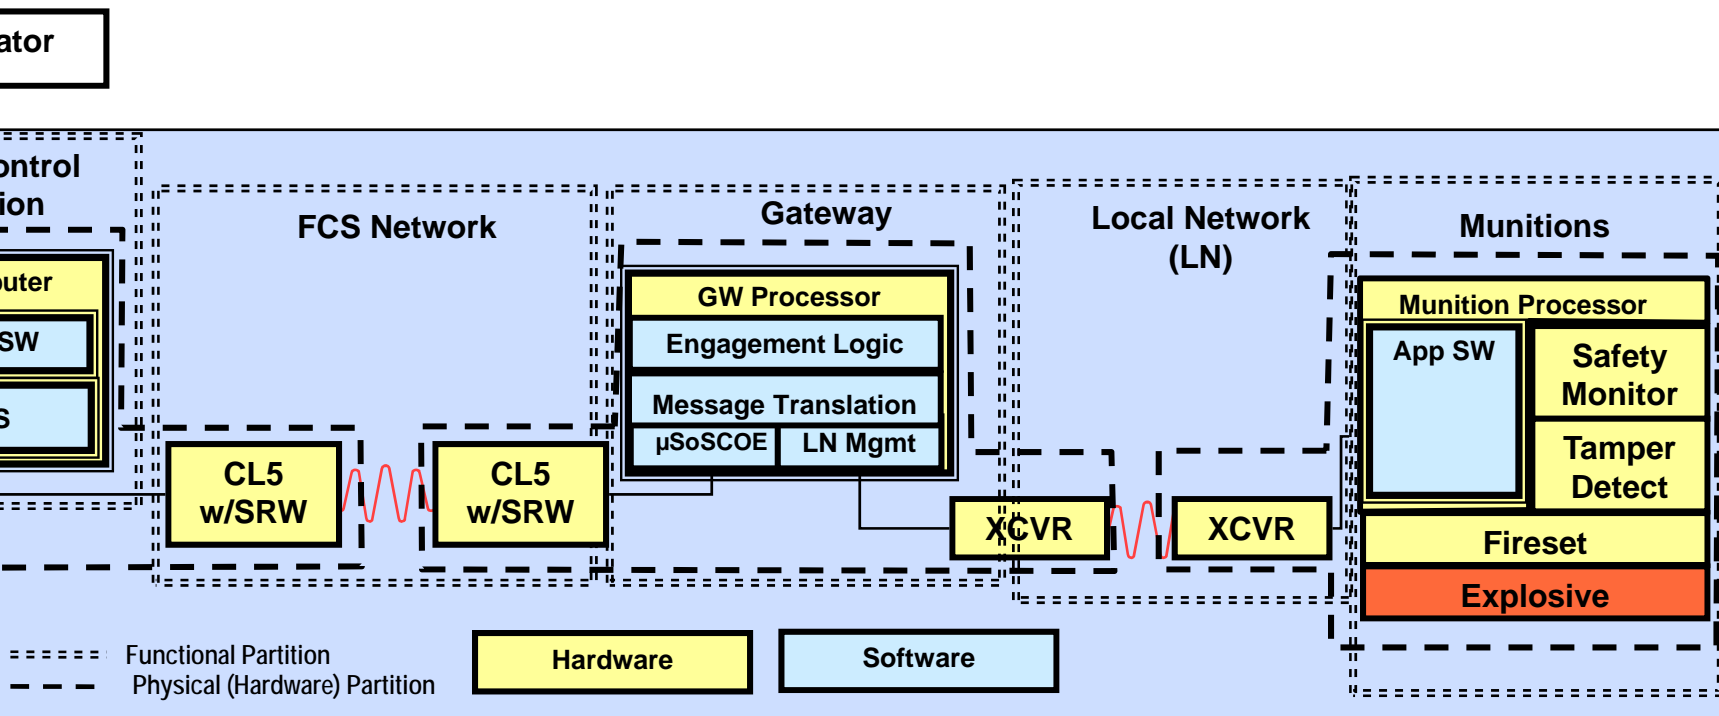 ator
ontrol
ion
puter
SW
S
FCS Network
CL5
w/SRW
CL5
w/SRW
Gateway
GW Processor
Engagement Logic
Message Translation
µSoSCOE
LN Mgmt
Local Network
(LN)
XCVR
XCVR
Munitions
Munition Processor
App SW
Safety
Monitor
Tamper
Detect
Fireset
Explosive
Functional Partition
Physical (Hardware) Partition
Hardware
Software